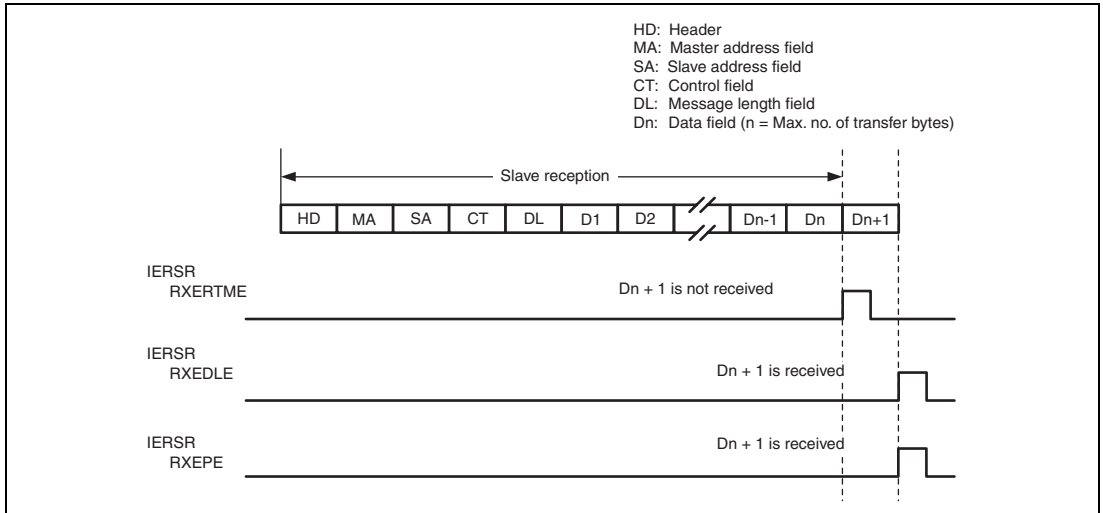 HD: Header
MA: Master address field
SA: Slave address field
CT: Control field
DL: Message length field
Dn: Data field (n = Max. no. of transfer bytes)
Slave reception
HD MA SA CT DL D1 D2 Dn-1 Dn Dn+1
IERSR
RXERTME
Dn + 1 is not received
IERSR
RXEDLE
Dn + 1 is received
IERSR
RXEPE
Dn + 1 is received